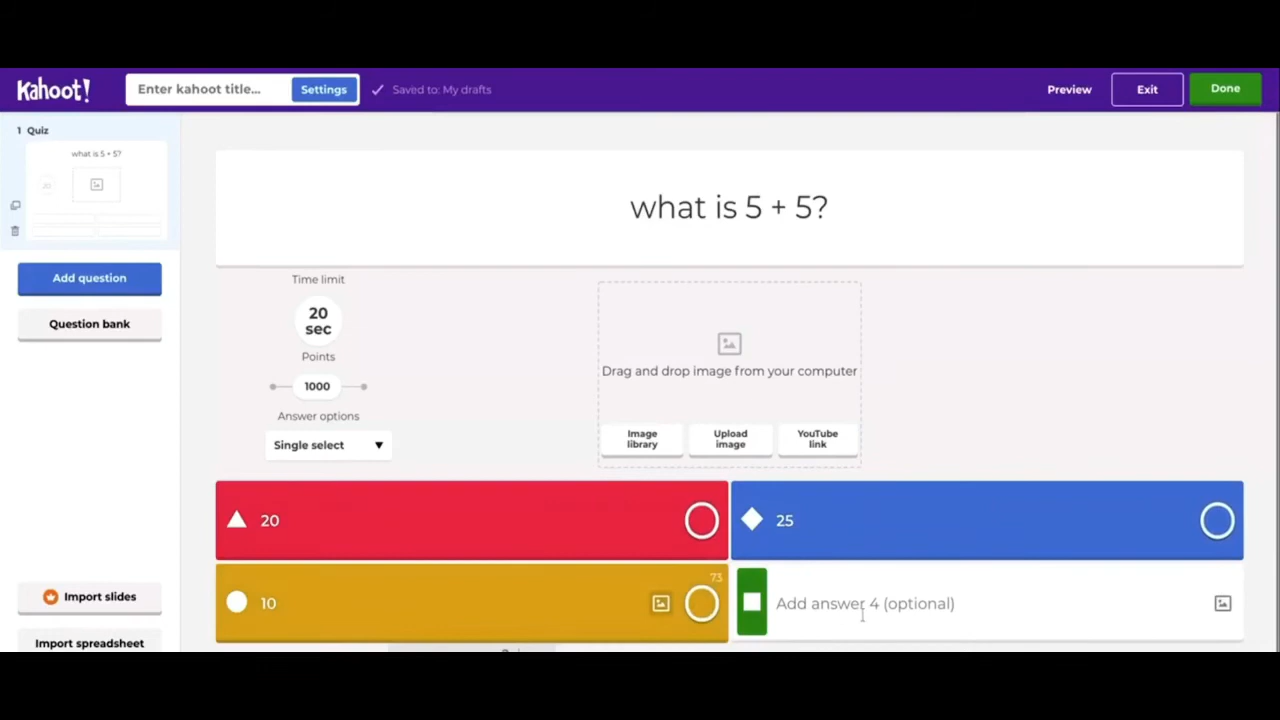 Kahoot!
Enter kahoot title...
Settings
Saved to: My drafts
Preview
Exit
Done
1 Quiz
what is 5 + 5?
20
Add question
Question bank
Import slides
Import spreadsheet
what is 5 + 5?
Time limit
20
sec
Points
1000
Answer options
Single select
Drag and drop image from your computer
Image
library
Upload
image
YouTube
link
20
25
73
10
Add answer 4 (optional)